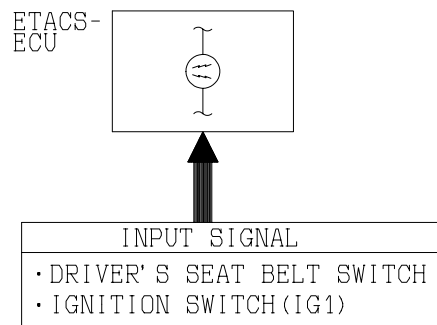 ETACS-
ECU
INPUT SIGNAL
・DRIVER'S SEAT BELT SWITCH
・IGNITION SWITCH(IG1)